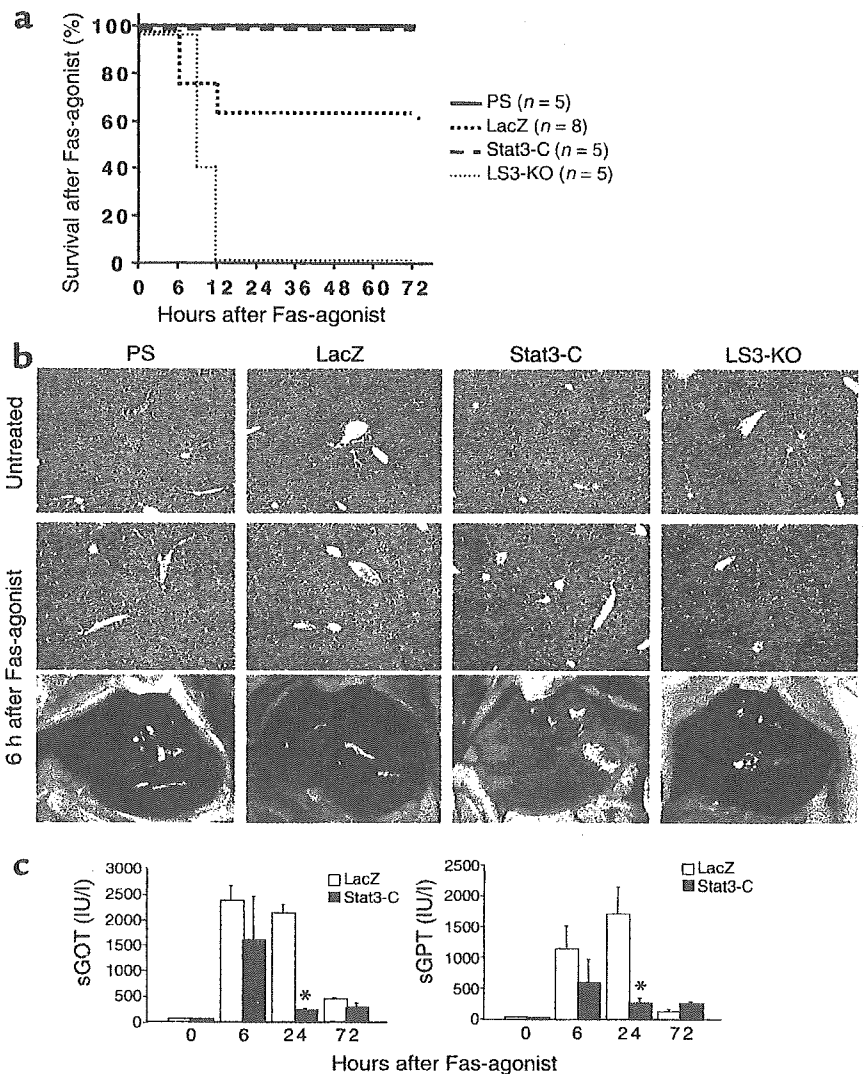 a
Survival after Fas-agonist (%)
100
80
60
40
20
0
0 6 12 24 36 48 60 72
Hours after Fas-agonist
PS (n = 5)
LacZ (n = 8)
Stat3-C (n = 5)
LS3-KO (n = 5)
b
PS LacZ Stat3-C LS3-KO
Untreated
6 h after Fas-agonist
c
sGOT (IU/l)
3000
2500
2000
1500
1000
500
0
LacZ
Stat3-C
*
0 6 24 72
sGPT (IU/l)
2500
2000
1500
1000
500
0
LacZ
Stat3-C
*
0 6 24 72
Hours after Fas-agonist